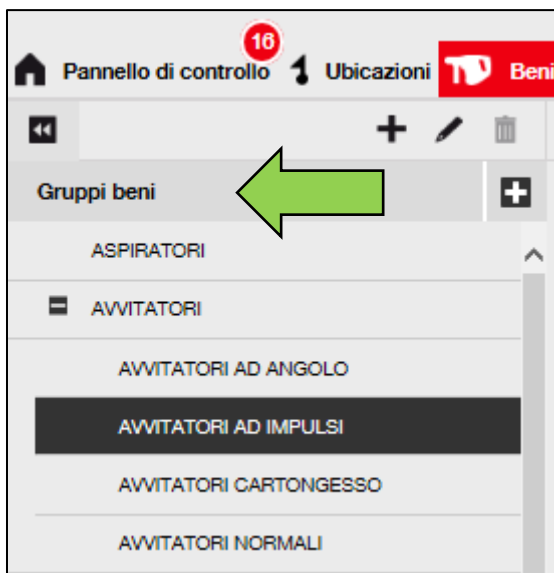 16
Pannello di controllo Ubicazioni Beni
Gruppi beni
ASPIRATORI
AVVITATORI
AVVITATORI AD ANGOLO
AVVITATORI AD IMPULSI
AVVITATORI CARTONGESSO
AVVITATORI NORMALI